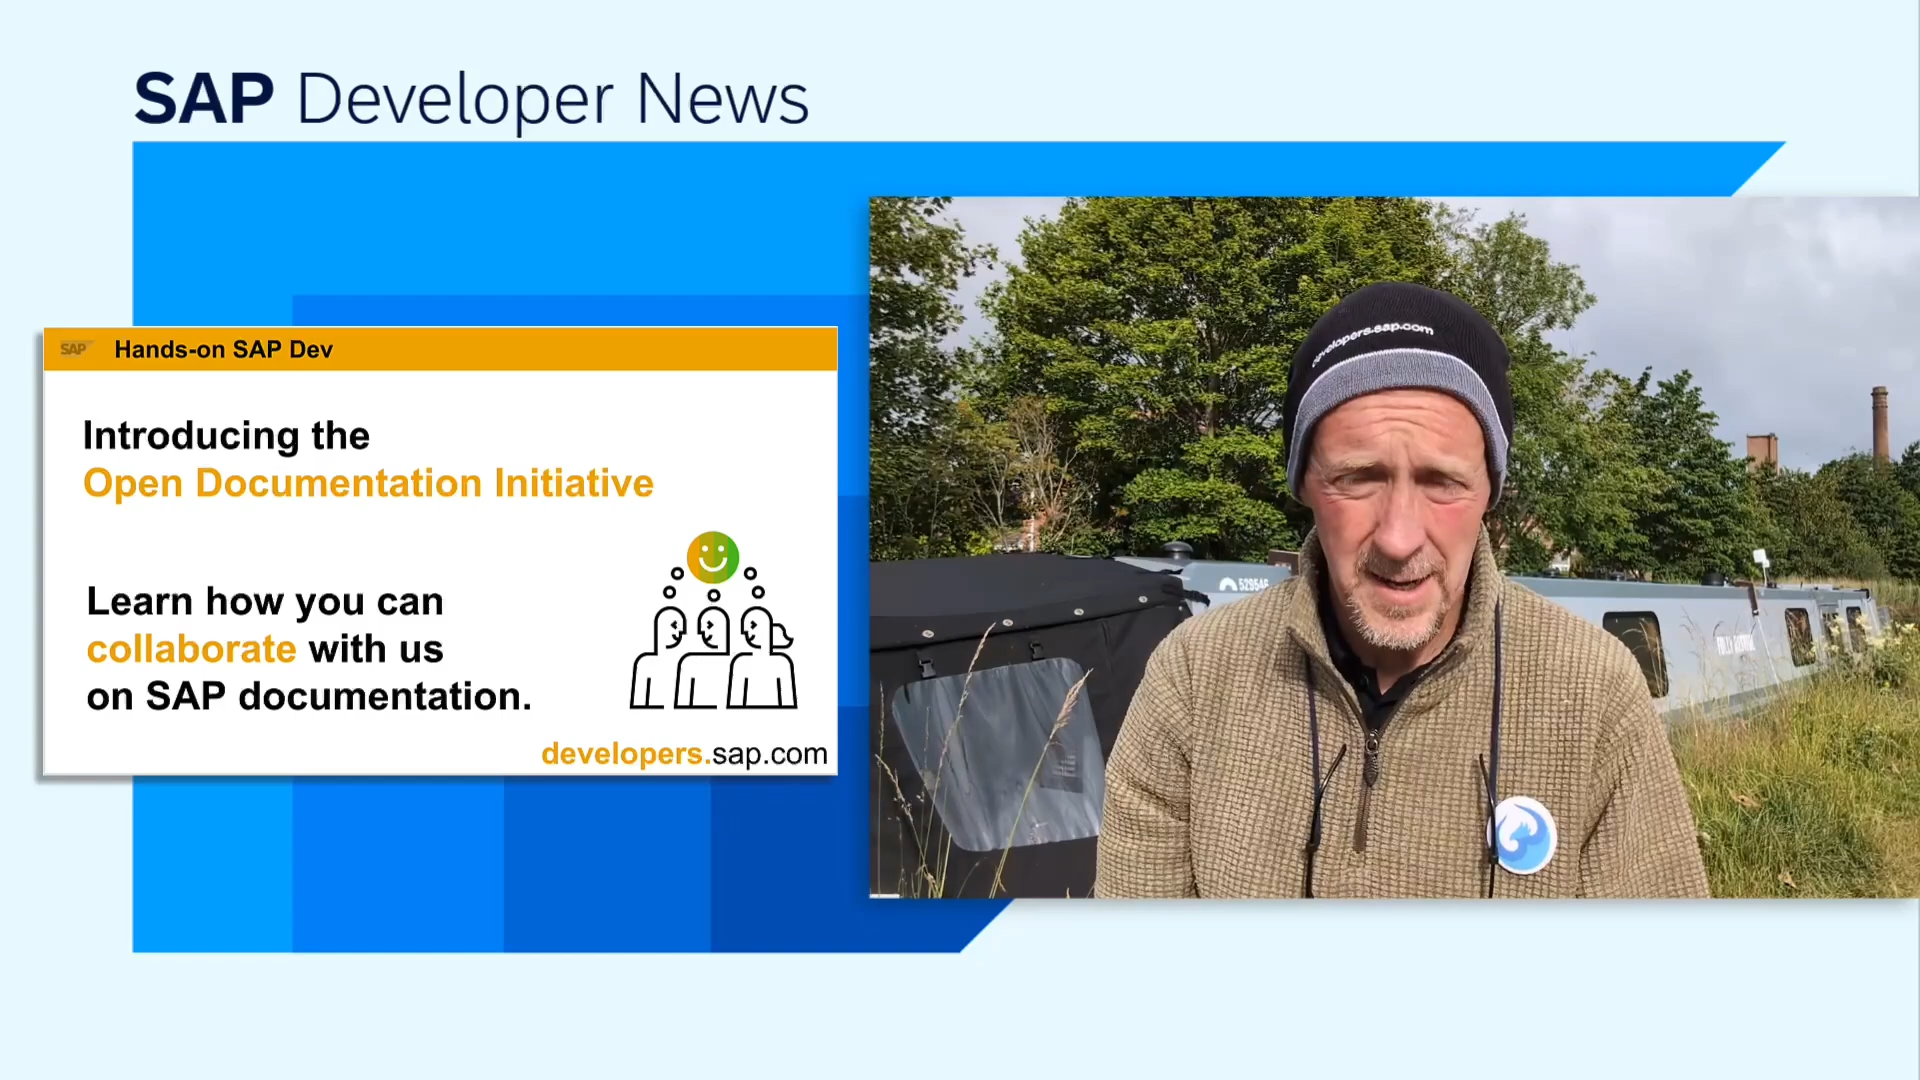 SAP Developer News
SAP Hands-on SAP Dev
Introducing the
Open Documentation Initiative
Learn how you can
collaborate with us
on SAP documentation.
developers.sap.com
developers.sap.com
529546